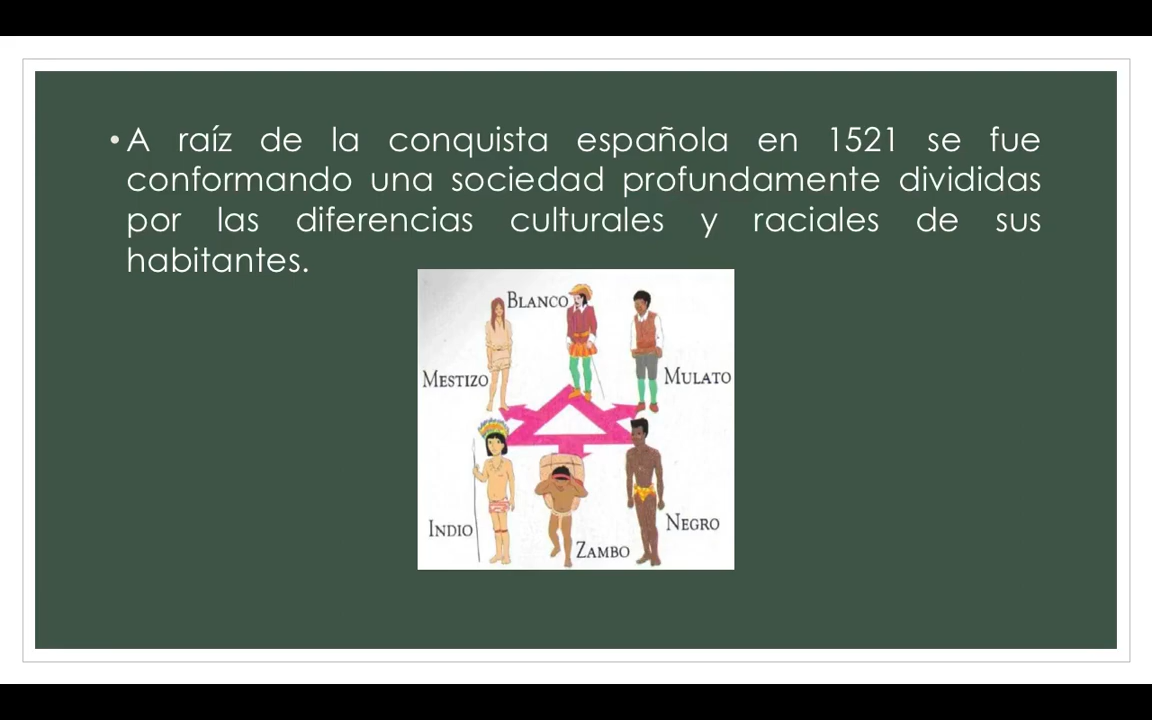 • A raíz de la conquista española en 1521 se fue
conformando una sociedad profundamente divididas
por las diferencias culturales y raciales de sus
habitantes.
BLANCO
MESTIZO
MULATO
INDIO
NEGRO
ZAMBO